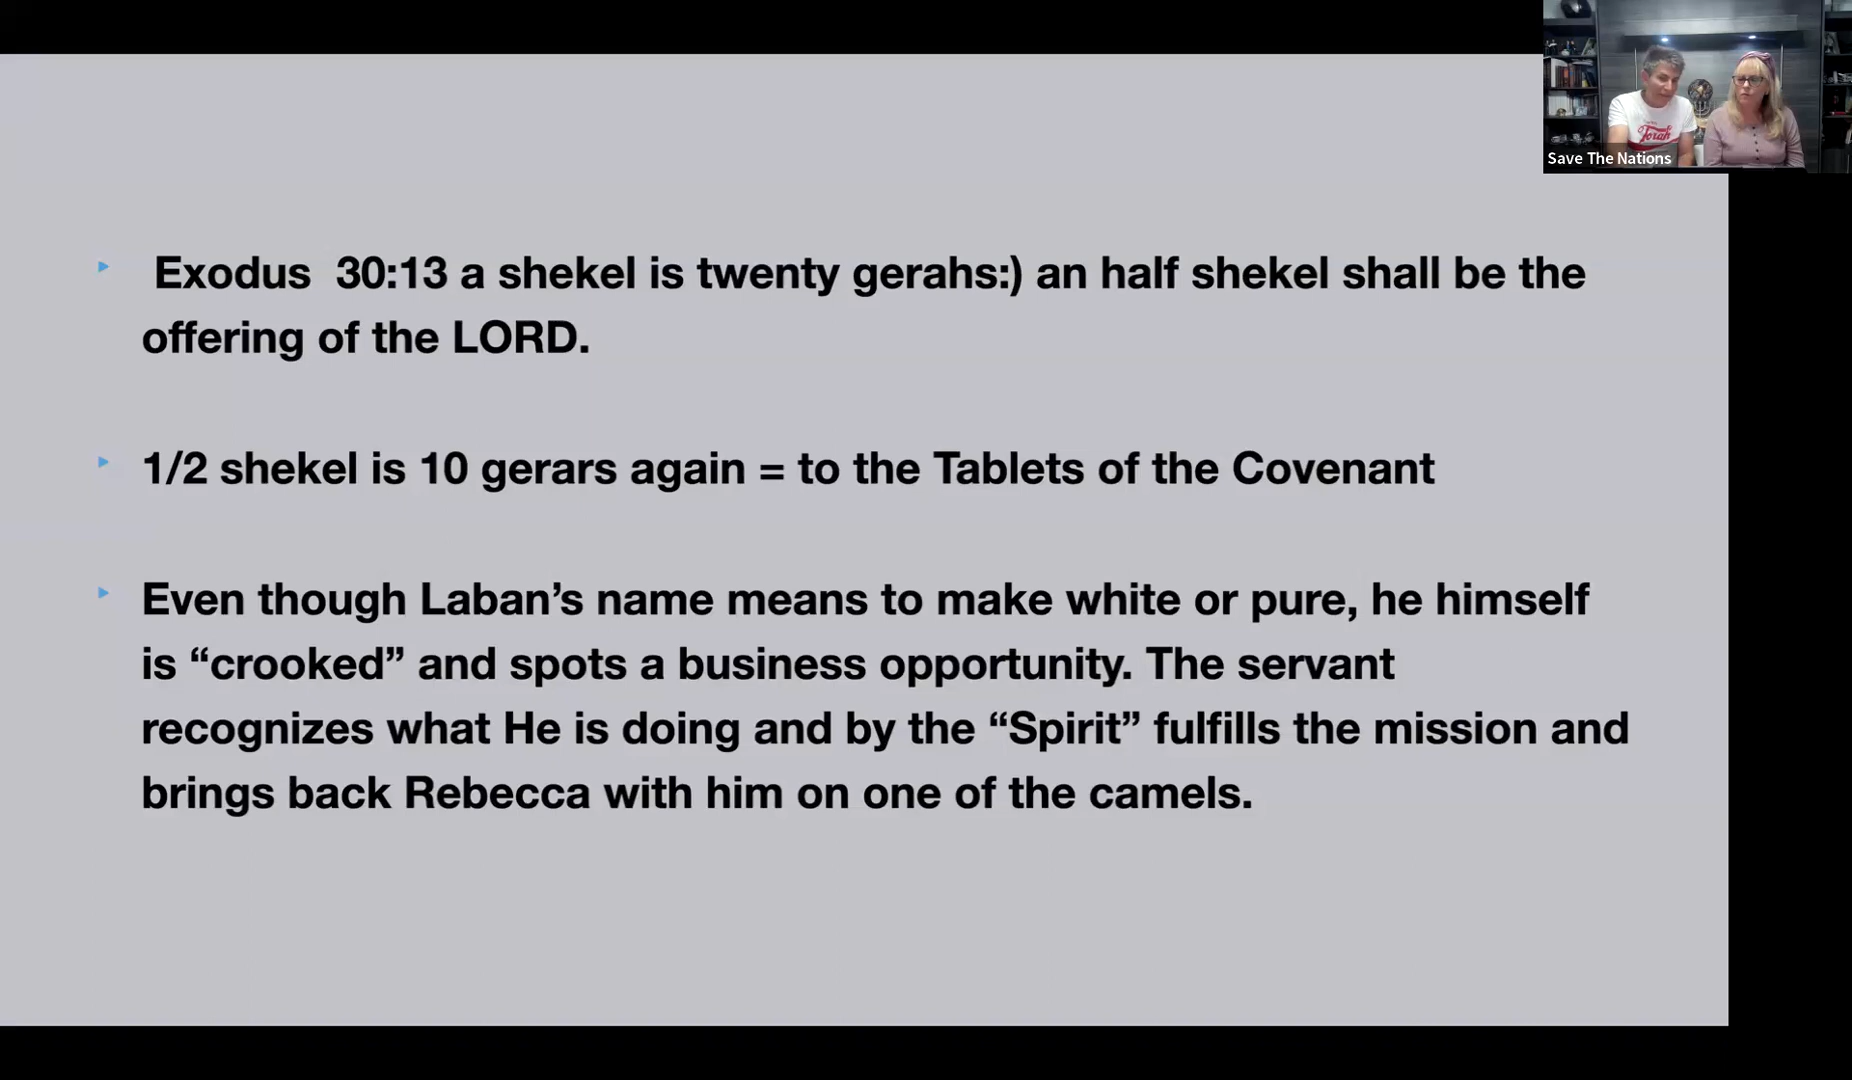 Torah
Save The Nations
Exodus  30:13 a shekel is twenty gerahs:) an half shekel shall be the
offering of the LORD.
1/2 shekel is 10 gerars again = to the Tablets of the Covenant
Even though Laban’s name means to make white or pure, he himself
is “crooked” and spots a business opportunity. The servant
recognizes what He is doing and by the “Spirit” fulfills the mission and
brings back Rebecca with him on one of the camels.